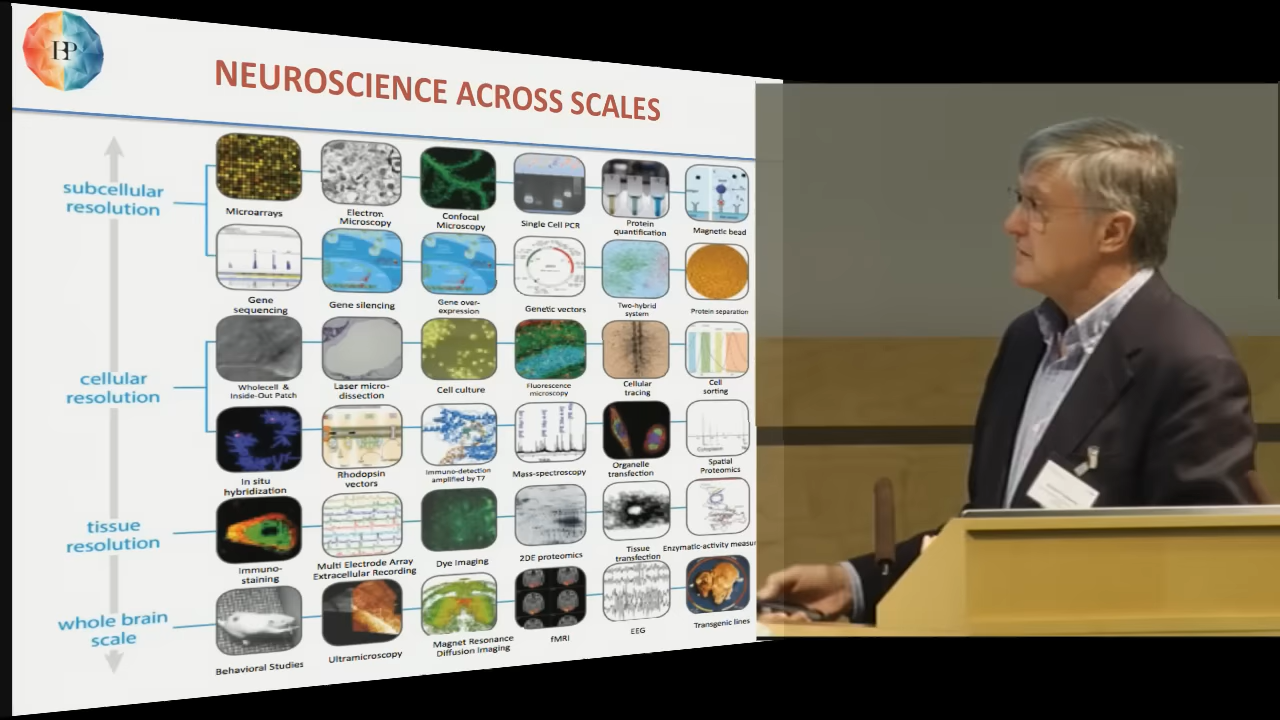 HBP
NEUROSCIENCE ACROSS SCALES
subcellular
resolution
Microarrays
Electron
Microscopy
Confocal
Microscopy
Single Cell PCR
Protein
quantification
Magnetic bead
Gene
sequencing
Gene silencing
Gene over-
expression
Genetic vectors
Two-hybrid
system
Protein separation
cellular
resolution
Wholecell &
Inside-Out Patch
Laser micro-
dissection
Cell culture
Fluorescence
microscopy
Cellular
tracing
Cell
sorting
In situ
hybridization
Rhodopsin
vectors
Immuno-detection
amplified by T7
Mass-spectroscopy
Organelle
transfection
Spatial
Proteomics
tissue
resolution
Immuno-
staining
Multi Electrode Array
Extracellular Recording
Dye Imaging
2DE proteomics
Tissue
transfection
Enzymatic-activity measur
whole brain
scale
Behavioral Studies
Ultramicroscopy
Magnet Resonance
Diffusion Imaging
fMRI
EEG
Transgenic lines